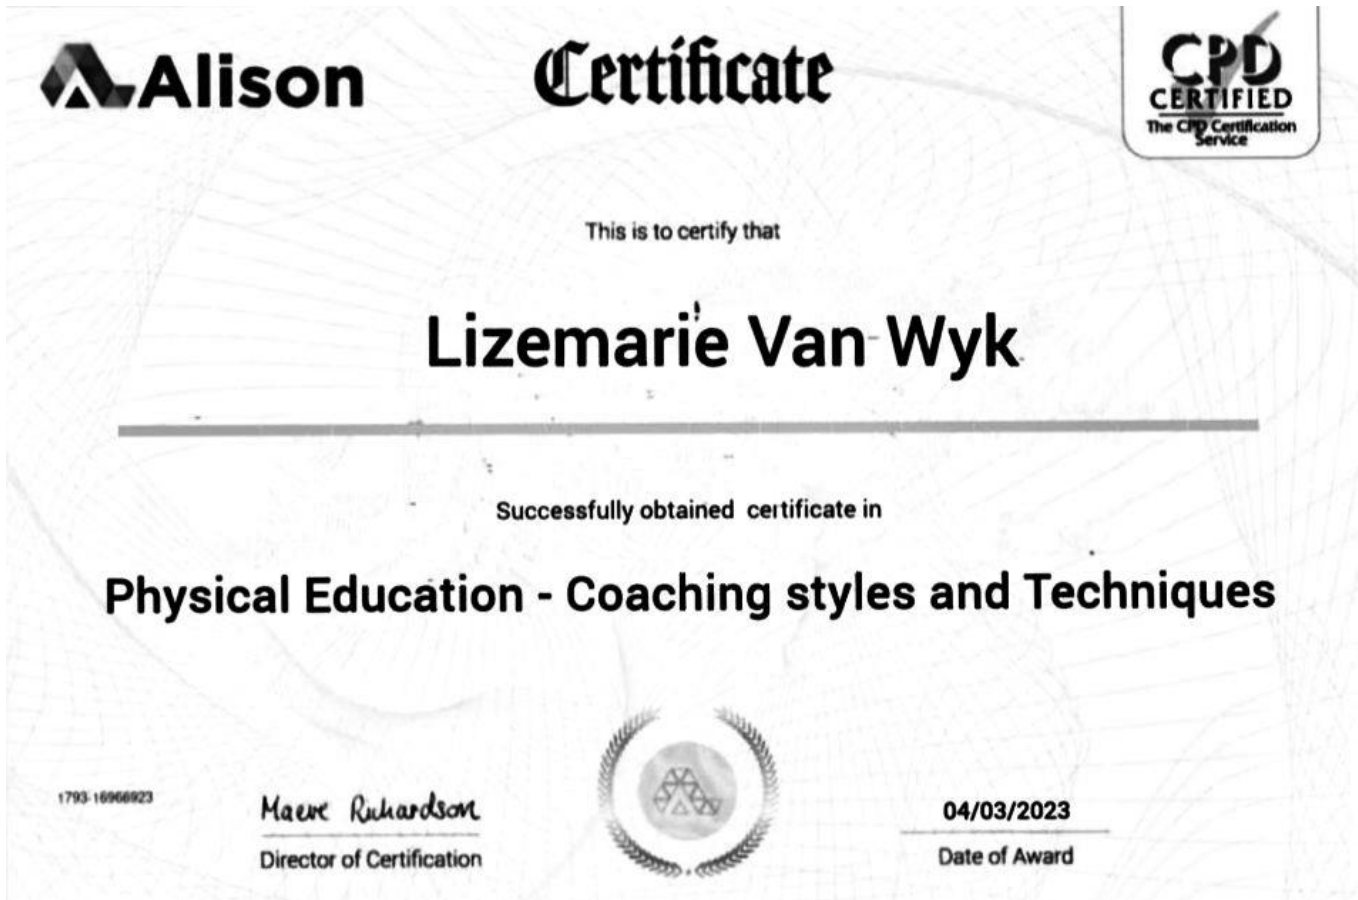 Alison
Certificate
CPD
CERTIFIED
The CPD Certification
Service
This is to certify that
Lizemarie Van Wyk
Successfully obtained certificate in
Physical Education - Coaching styles and Techniques
1793-16966923
Maeve Richardson
Director of Certification
04/03/2023
Date of Award